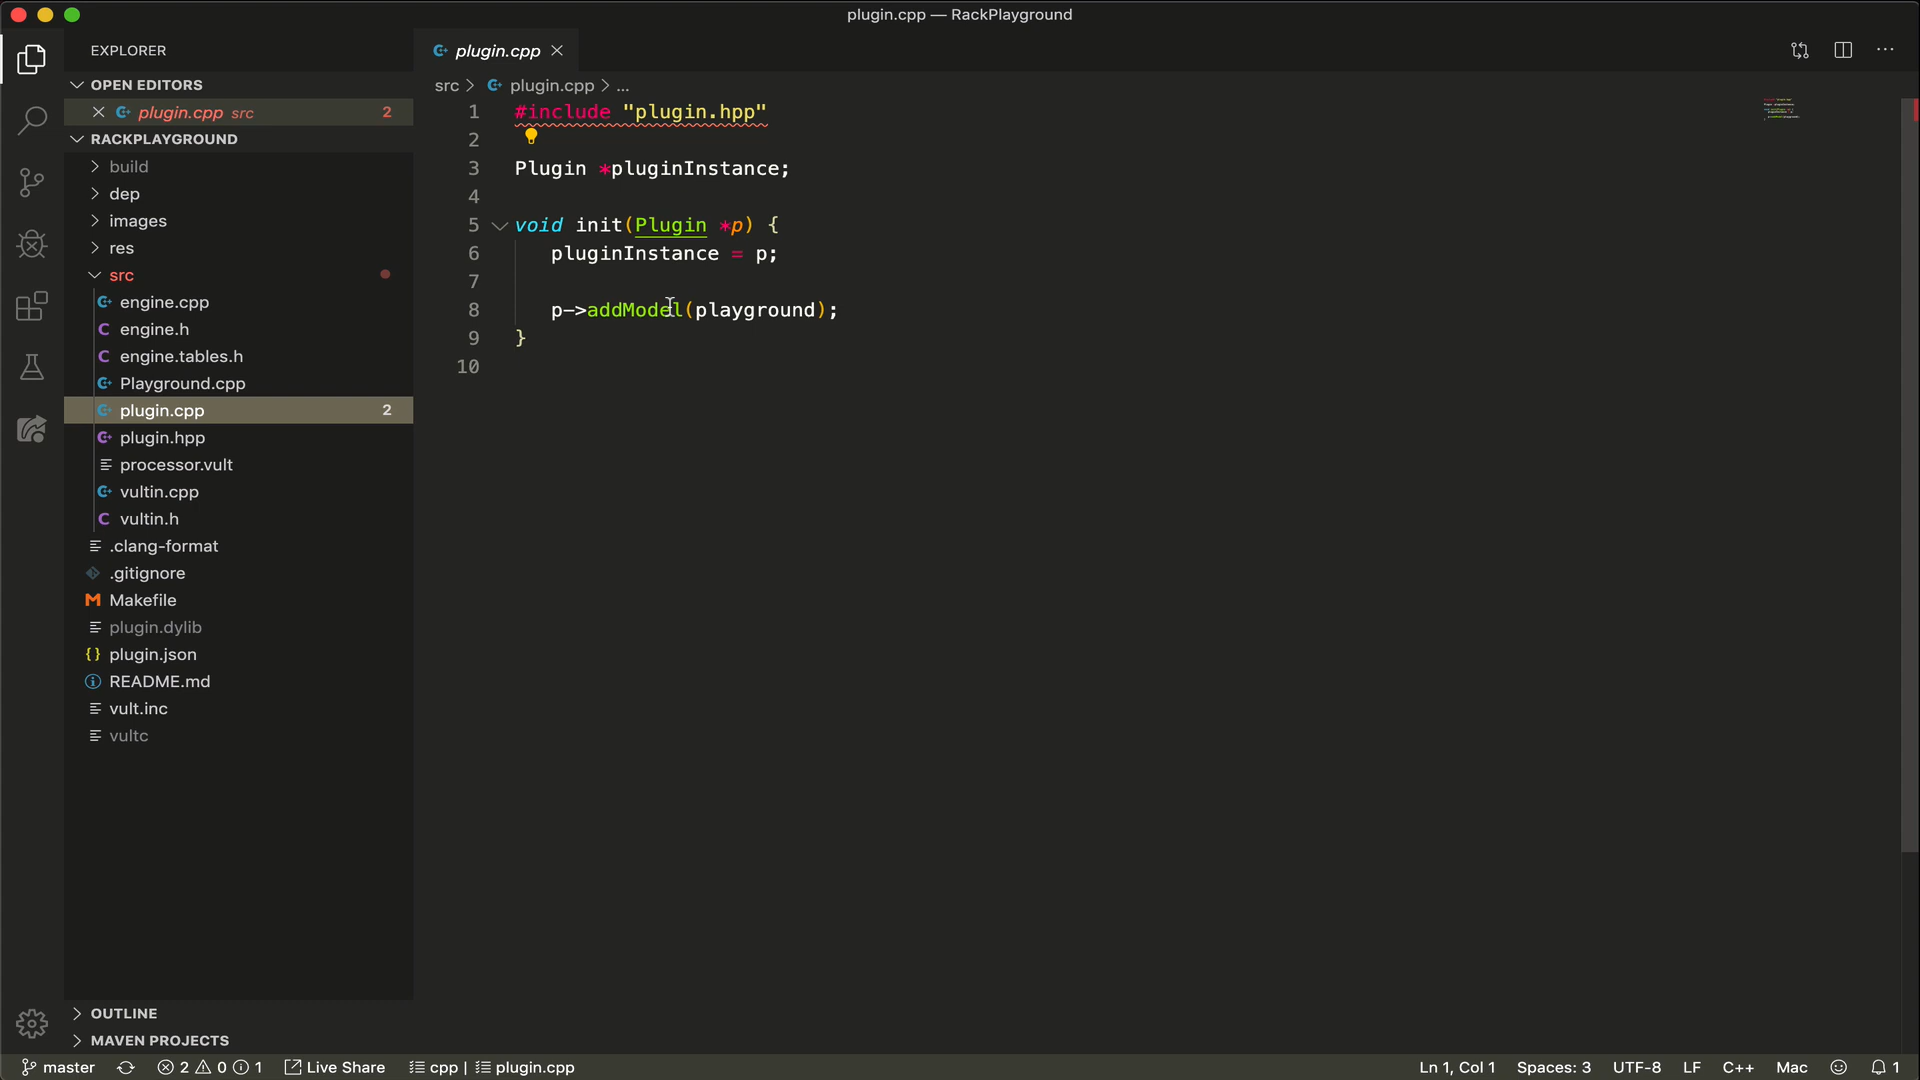 plugin.cpp — RackPlayground
EXPLORER
OPEN EDITORS
plugin.cpp src 2
RACKPLAYGROUND
build
dep
images
res
src
engine.cpp
engine.h
engine.tables.h
Playground.cpp
plugin.cpp 2
plugin.hpp
processor.vult
vultin.cpp
vultin.h
.clang-format
.gitignore
Makefile
plugin.dylib
plugin.json
README.md
vult.inc
vultc
OUTLINE
MAVEN PROJECTS
plugin.cpp
src > plugin.cpp > ...
1 #include "plugin.hpp"
2
3 Plugin *pluginInstance;
4
5 void init(Plugin *p) {
6 pluginInstance = p;
7
8 p->addModel(playground);
9 }
10
master 2 0 1 Live Share cpp | plugin.cpp Ln 1, Col 1 Spaces: 3 UTF-8 LF C++ Mac 1